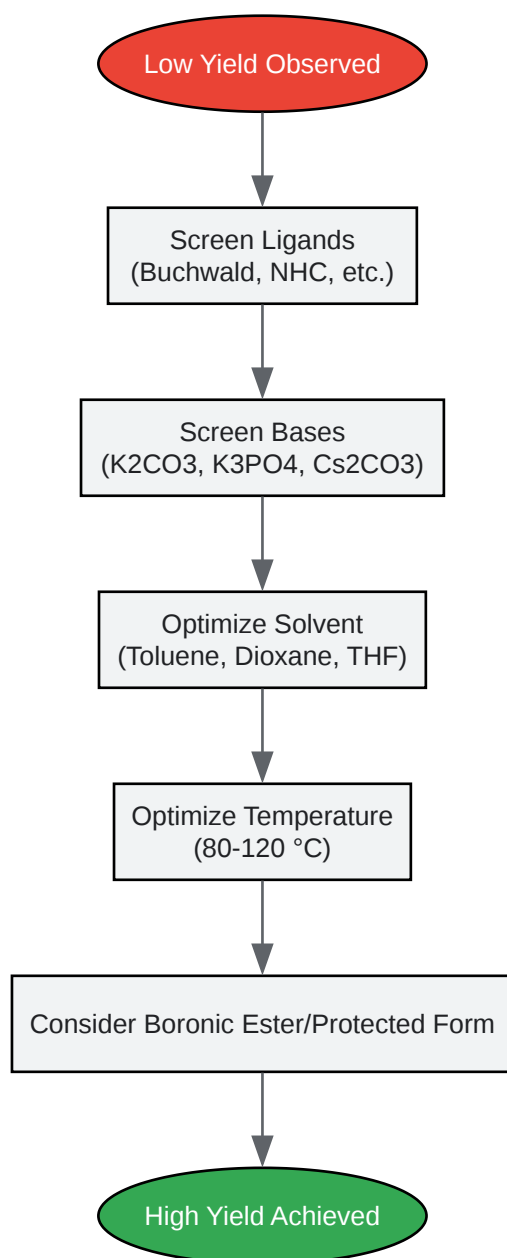 Low Yield Observed
Screen Ligands
(Buchwald, NHC, etc.)
Screen Bases
(K2CO3, K3PO4, Cs2CO3)
Optimize Solvent
(Toluene, Dioxane, THF)
Optimize Temperature
(80-120 °C)
Consider Boronic Ester/Protected Form
High Yield Achieved